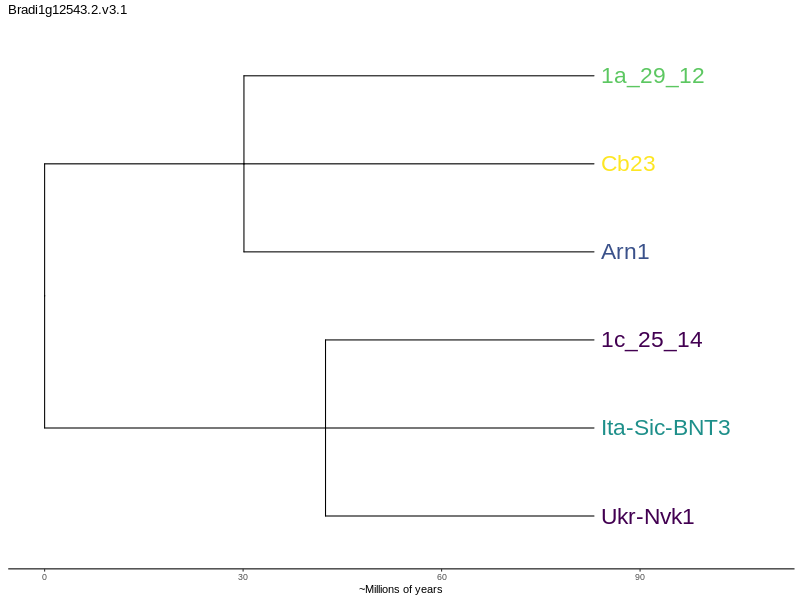 Bradi1g12543.2.v3.1
1a_29_12
Cb23
Arn1
1c_25_14
Ita-Sic-BNT3
Ukr-Nvk1
0 30 60 90
~Millions of years